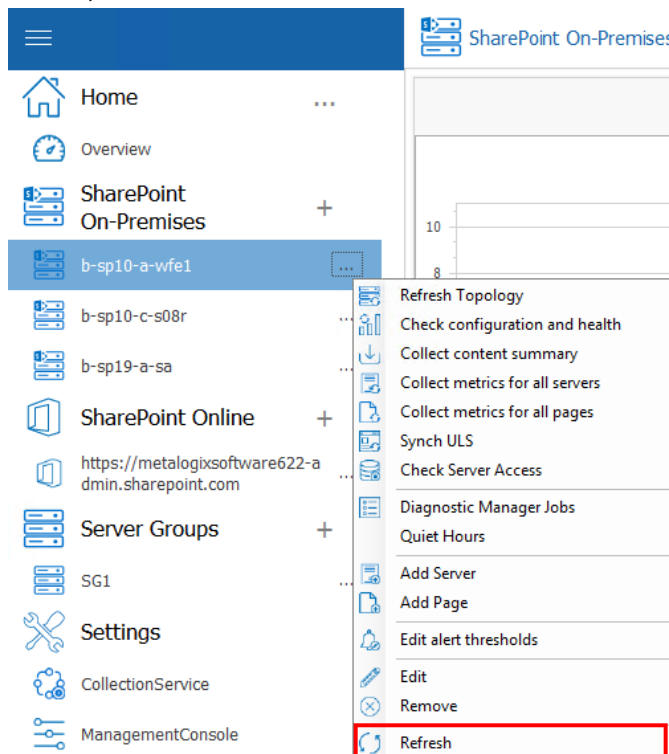 SharePoint On-Premises
Home
...
Overview
SharePoint
On-Premises
+
10
b-sp10-a-wfe1
...
8
Refresh Topology
b-sp10-c-s08r
...
Check configuration and health
Collect content summary
b-sp19-a-sa
...
Collect metrics for all servers
SharePoint Online
+
Collect metrics for all pages
Synch ULS
https://metalogixsoftware622-a
dmin.sharepoint.com
...
Check Server Access
Diagnostic Manager Jobs
Server Groups
+
Quiet Hours
SG1
...
Add Server
Add Page
Settings
Edit alert thresholds
CollectionService
Edit
Remove
ManagementConsole
Refresh